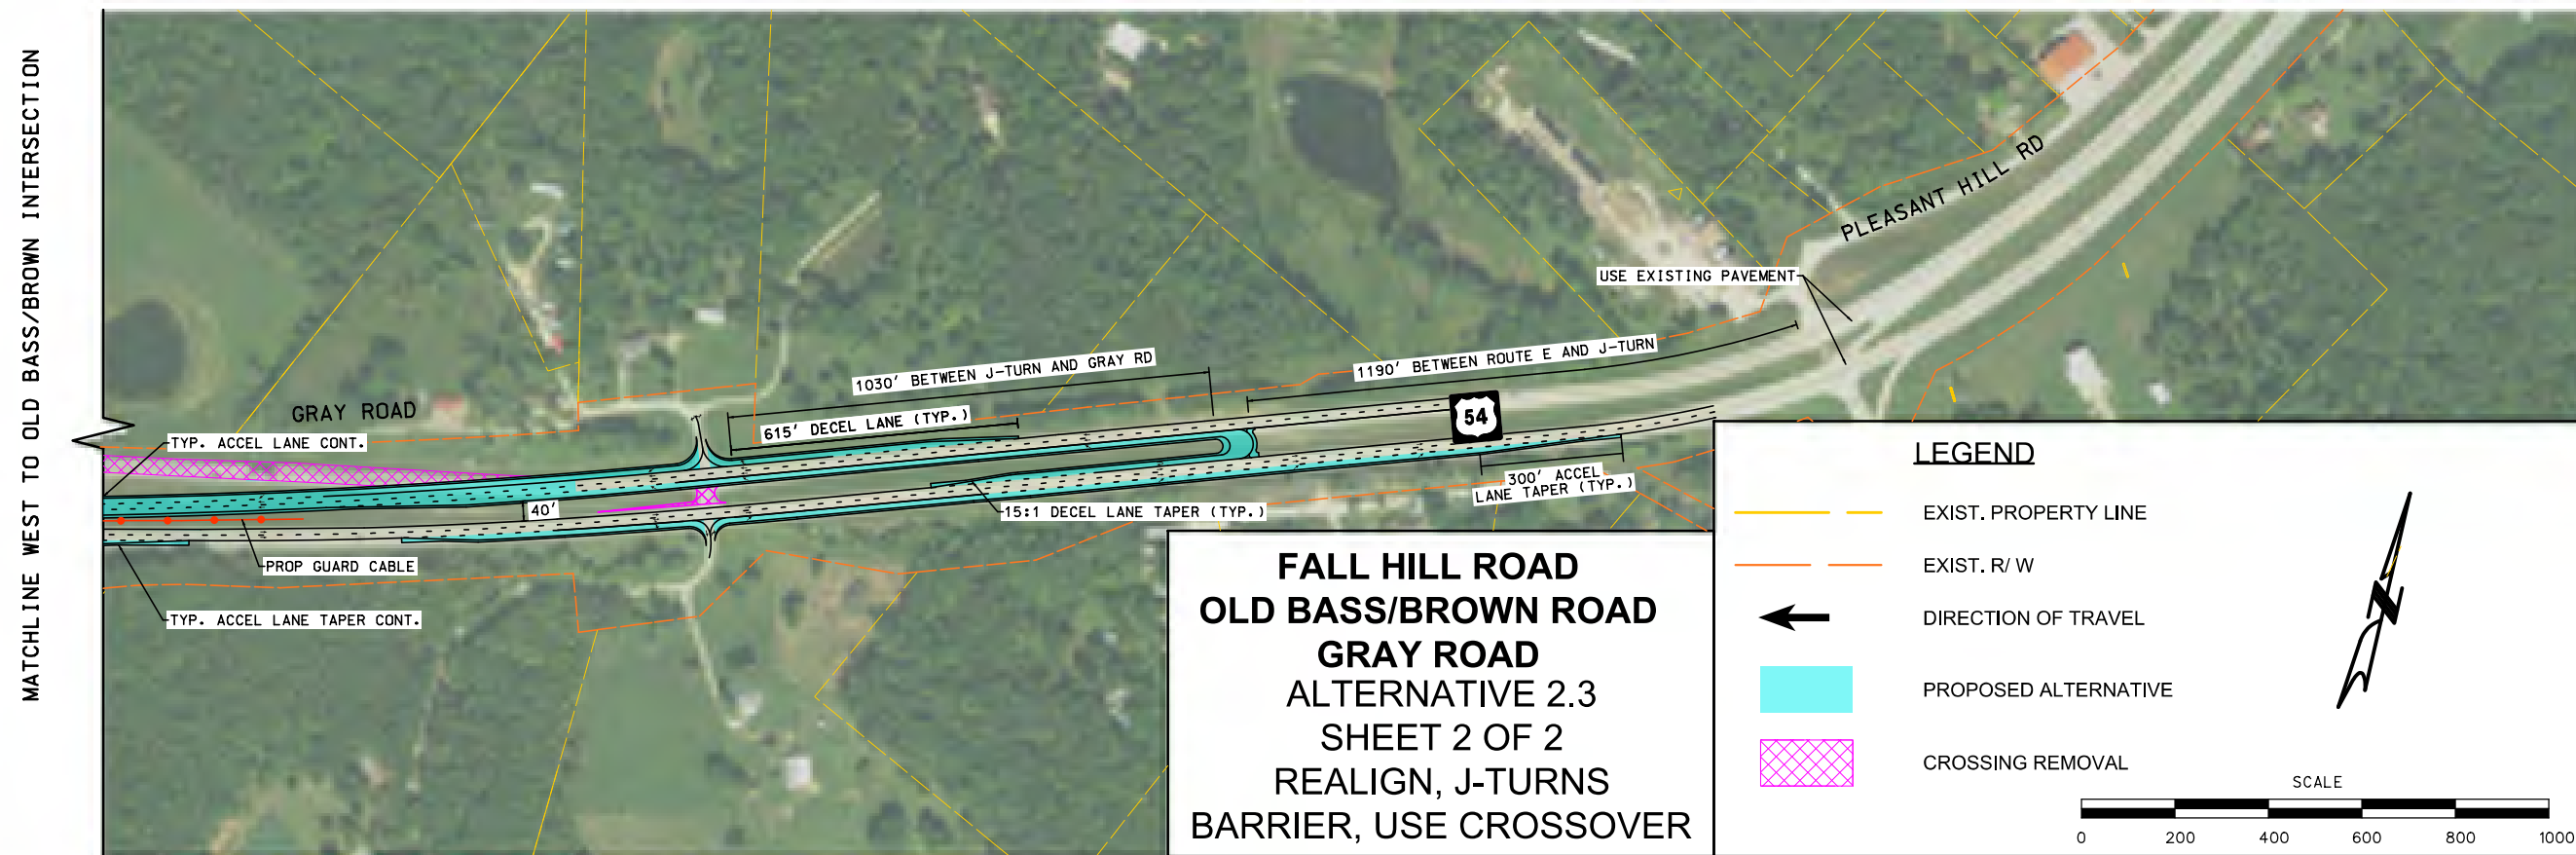 MATCHLINE WEST TO OLD BASS/BROWN INTERSECTION
PLEASANT HILL RD
USE EXISTING PAVEMENT
1190' BETWEEN ROUTE E AND J-TURN
1030' BETWEEN J-TURN AND GRAY RD
615' DECEL LANE (TYP.)
GRAY ROAD
54
TYP. ACCEL LANE CONT.
300' ACCEL
LANE TAPER (TYP.)
40'
15:1 DECEL LANE TAPER (TYP.)
PROP GUARD CABLE
TYP. ACCEL LANE TAPER CONT.
FALL HILL ROAD
OLD BASS/BROWN ROAD
GRAY ROAD
ALTERNATIVE 2.3
SHEET 2 OF 2
REALIGN, J-TURNS
BARRIER, USE CROSSOVER
LEGEND
EXIST. PROPERTY LINE
EXIST. R/ W
DIRECTION OF TRAVEL
PROPOSED ALTERNATIVE
CROSSING REMOVAL
N
SCALE
0 200 400 600 800 1000